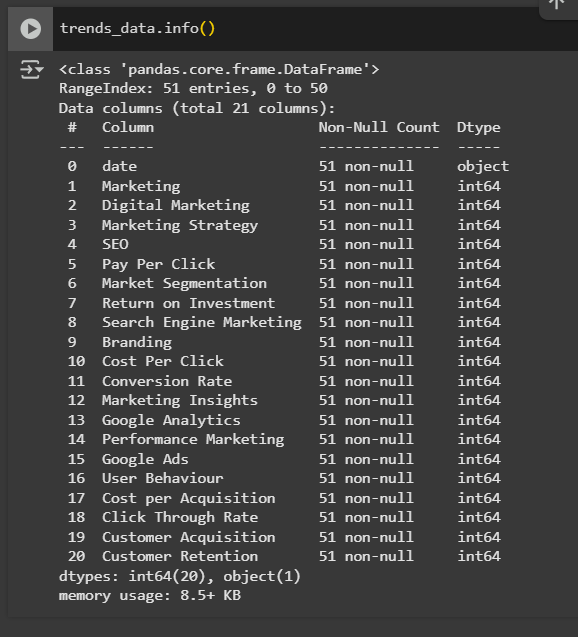 trends_data.info()
<class 'pandas.core.frame.DataFrame'>
RangeIndex: 51 entries, 0 to 50
Data columns (total 21 columns):
 #   Column                 Non-Null Count  Dtype
---  ------                 --------------  -----
 0   date                   51 non-null     object
 1   Marketing              51 non-null     int64
 2   Digital Marketing      51 non-null     int64
 3   Marketing Strategy     51 non-null     int64
 4   SEO                    51 non-null     int64
 5   Pay Per Click          51 non-null     int64
 6   Market Segmentation    51 non-null     int64
 7   Return on Investment   51 non-null     int64
 8   Search Engine Marketing  51 non-null     int64
 9   Branding               51 non-null     int64
 10  Cost Per Click         51 non-null     int64
 11  Conversion Rate        51 non-null     int64
 12  Marketing Insights     51 non-null     int64
 13  Google Analytics       51 non-null     int64
 14  Performance Marketing  51 non-null     int64
 15  Google Ads             51 non-null     int64
 16  User Behaviour         51 non-null     int64
 17  Cost per Acquisition   51 non-null     int64
 18  Click Through Rate     51 non-null     int64
 19  Customer Acquisition   51 non-null     int64
 20  Customer Retention     51 non-null     int64
dtypes: int64(20), object(1)
memory usage: 8.5+ KB